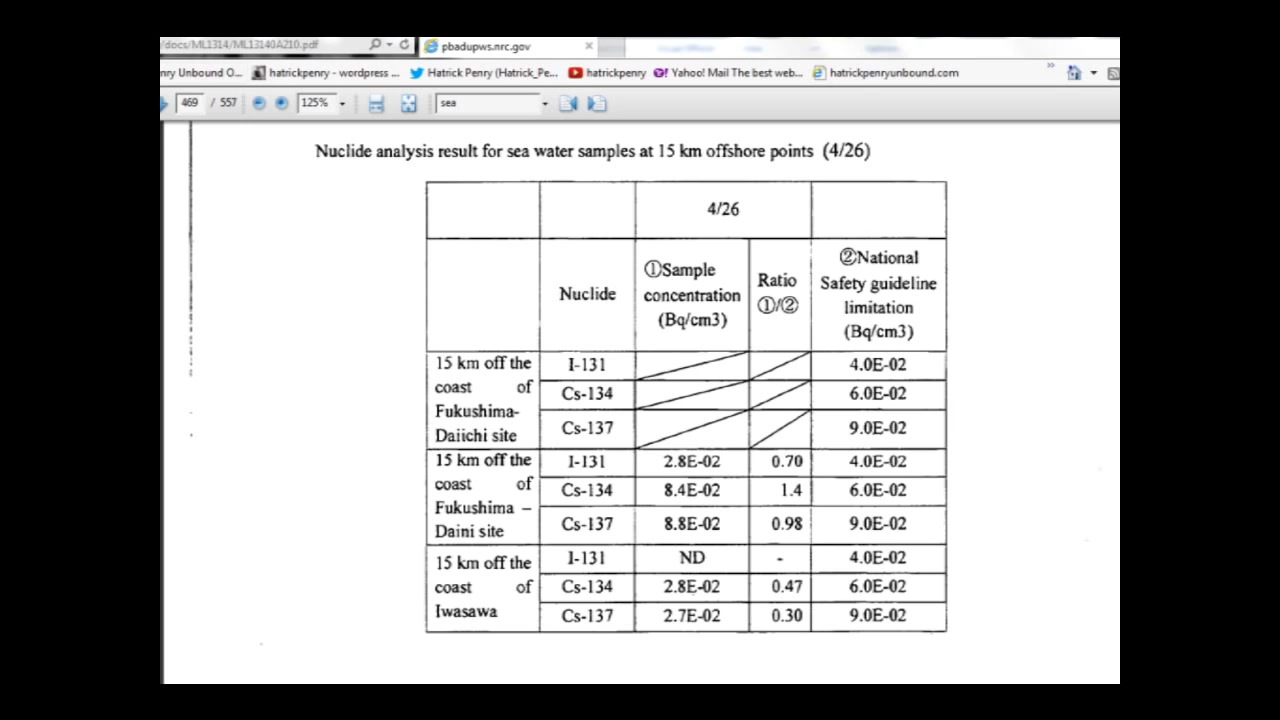 /docs/ML1314/ML13140A210.pdf
pbadupws.nrc.gov
nry Unbound O... hatrickpenry - wordpress ... Hatrick Penry (Hatrick_Pe... hatrickpenry Yahoo! Mail The best web... hatrickpenryunbound.com
469 / 557 125% sea
Nuclide analysis result for sea water samples at 15 km offshore points (4/26)
4/26
Nuclide
①Sample
concentration
(Bq/cm3)
Ratio
①/②
②National
Safety guideline
limitation
(Bq/cm3)
15 km off the
coast of
Fukushima-
Daiichi site
I-131 4.0E-02
Cs-134 6.0E-02
Cs-137 9.0E-02
15 km off the
coast of
Fukushima –
Daini site
I-131 2.8E-02 0.70 4.0E-02
Cs-134 8.4E-02 1.4 6.0E-02
Cs-137 8.8E-02 0.98 9.0E-02
15 km off the
coast of
Iwasawa
I-131 ND - 4.0E-02
Cs-134 2.8E-02 0.47 6.0E-02
Cs-137 2.7E-02 0.30 9.0E-02